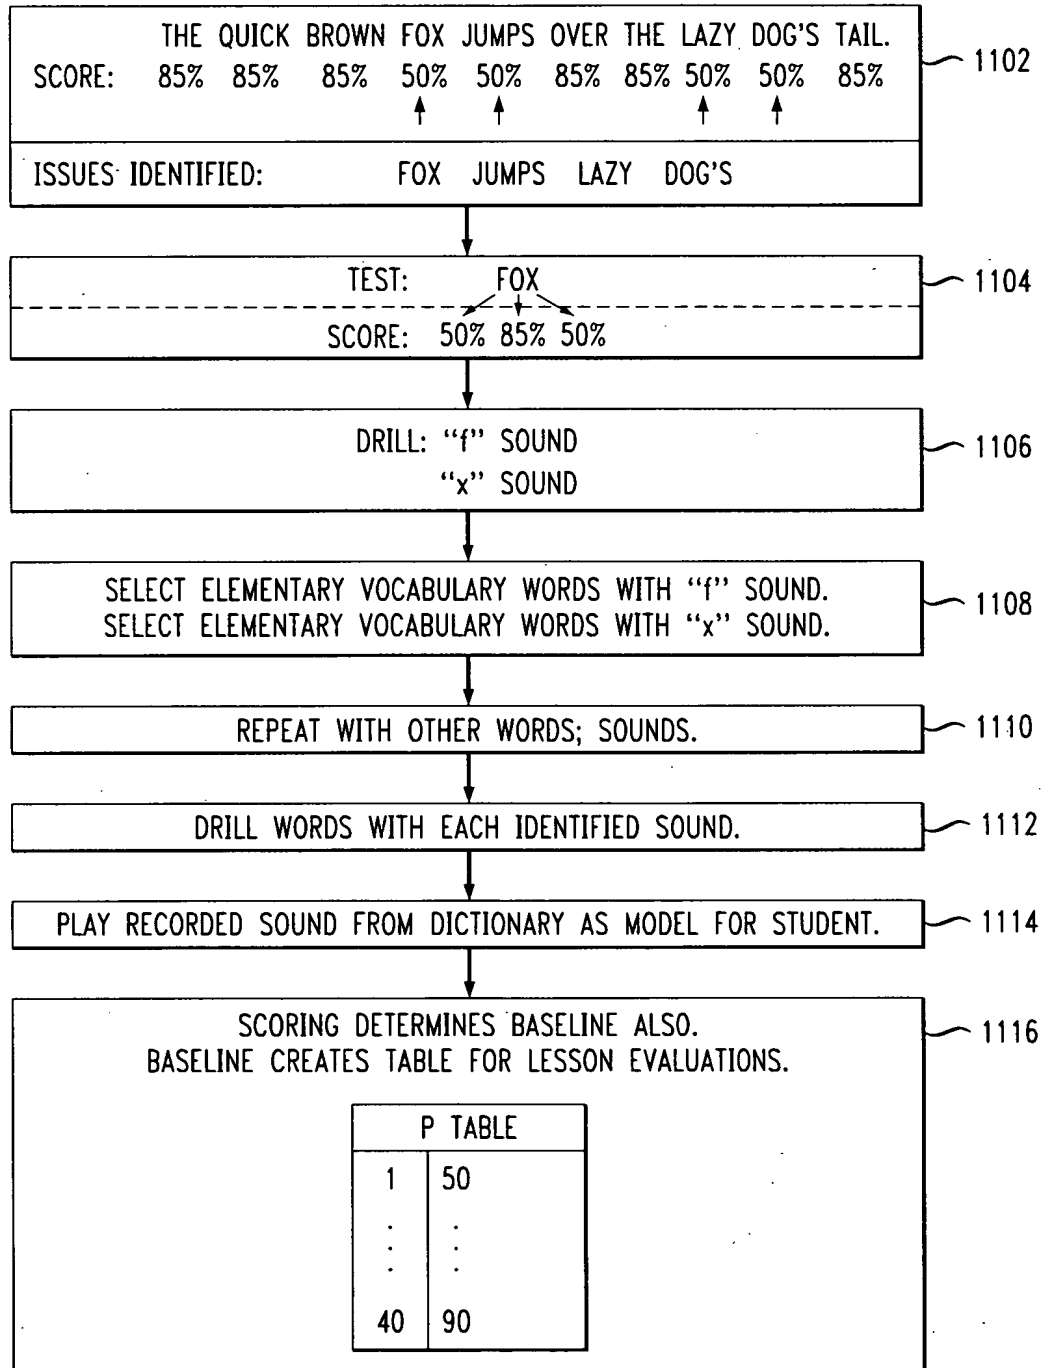 THE QUICK BROWN FOX JUMPS OVER THE LAZY DOG'S TAIL.
SCORE: 85% 85% 85% 50% 50% 85% 85% 50% 50% 85%
1102
ISSUES IDENTIFIED: FOX JUMPS LAZY DOG'S
TEST: FOX
1104
SCORE: 50% 85% 50%
DRILL: “f” SOUND
1106
“x” SOUND
SELECT ELEMENTARY VOCABULARY WORDS WITH “f” SOUND.
1108
SELECT ELEMENTARY VOCABULARY WORDS WITH “x” SOUND.
REPEAT WITH OTHER WORDS; SOUNDS.
1110
DRILL WORDS WITH EACH IDENTIFIED SOUND.
1112
PLAY RECORDED SOUND FROM DICTIONARY AS MODEL FOR STUDENT.
1114
SCORING DETERMINES BASELINE ALSO.
1116
BASELINE CREATES TABLE FOR LESSON EVALUATIONS.
P TABLE
1 50
. .
. .
. .
40 90